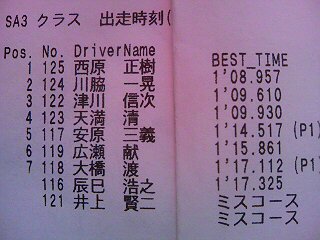 SA3 クラス 出走時刻(
Pos. No. DriverName BEST_TIME
1 125 西原 正樹 1'08.957
2 124 川脇 一晃 1'09.610
3 122 津川 信次 1'09.930
4 123 天満 清 1'14.517 (P1)
5 117 安原 三義 1'15.861
6 119 広瀬 献 1'17.112 (P1)
7 118 大橋 渡 1'17.325
116 辰巳 浩之 ミスコース
121 井上 賢二 ミスコース